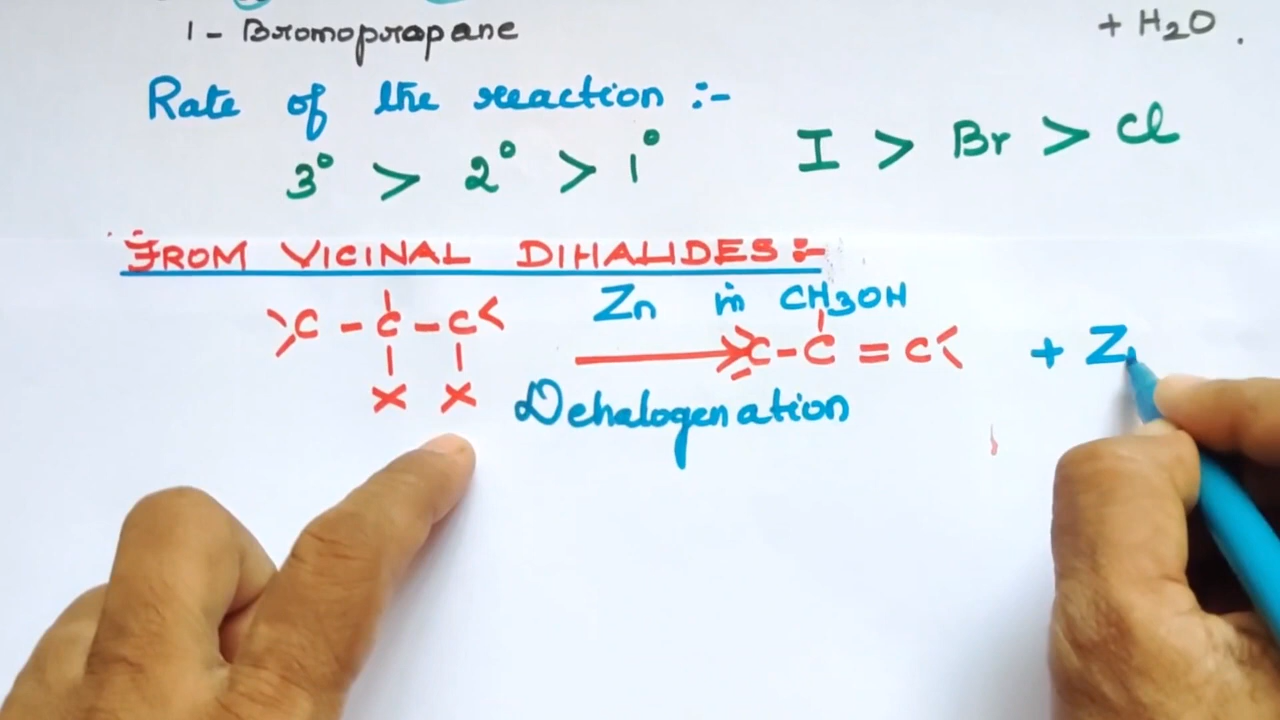 1 - Bromopropane
+ H2O .
Rate of the reaction :-
3° > 2° > 1°
I > Br > Cl
FROM VICINAL DIHALIDES :-
C - C - C
X X
Zn in CH3OH
Dehalogenation
C - C = C + Z